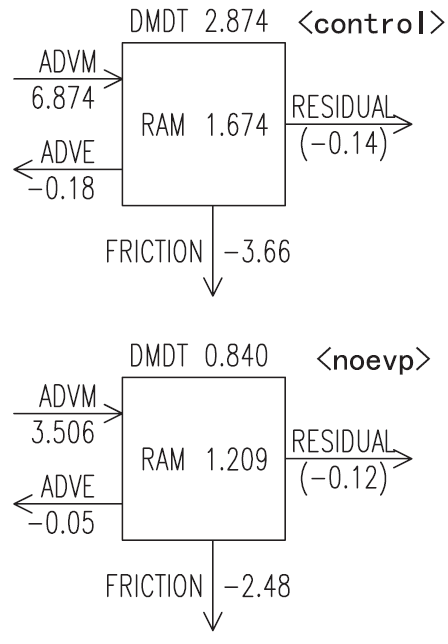 DMDT 2.874 <control>
ADVM
6.874
RAM 1.674
RESIDUAL
(-0.14)
ADVE
-0.18
FRICTION -3.66
DMDT 0.840 <noevp>
ADVM
3.506
RAM 1.209
RESIDUAL
(-0.12)
ADVE
-0.05
FRICTION -2.48